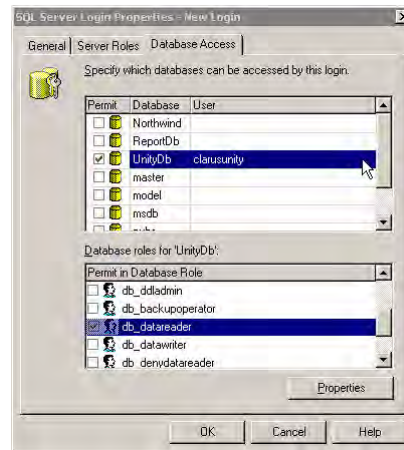 SQL Server Login Properties - New Login
General Server Roles Database Access
Specify which databases can be accessed by this login.
Permit Database User
Northwind
ReportDb
UnityDb clarusunity
master
model
msdb
Database roles for 'UnityDb':
Permit in Database Role
db_ddladmin
db_backupoperator
db_datareader
db_datawriter
db_denydatareader
Properties
OK Cancel Help